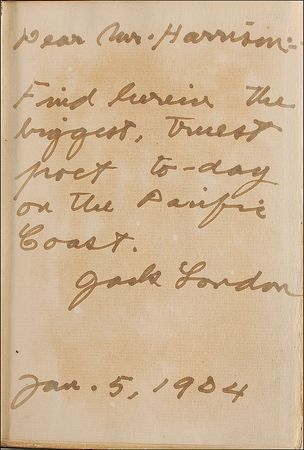 Dear Mr. Harrison:-
Find herein the
biggest, truest
poet to-day
on the Pacific
Coast.
Jack London
Jan. 5, 1904